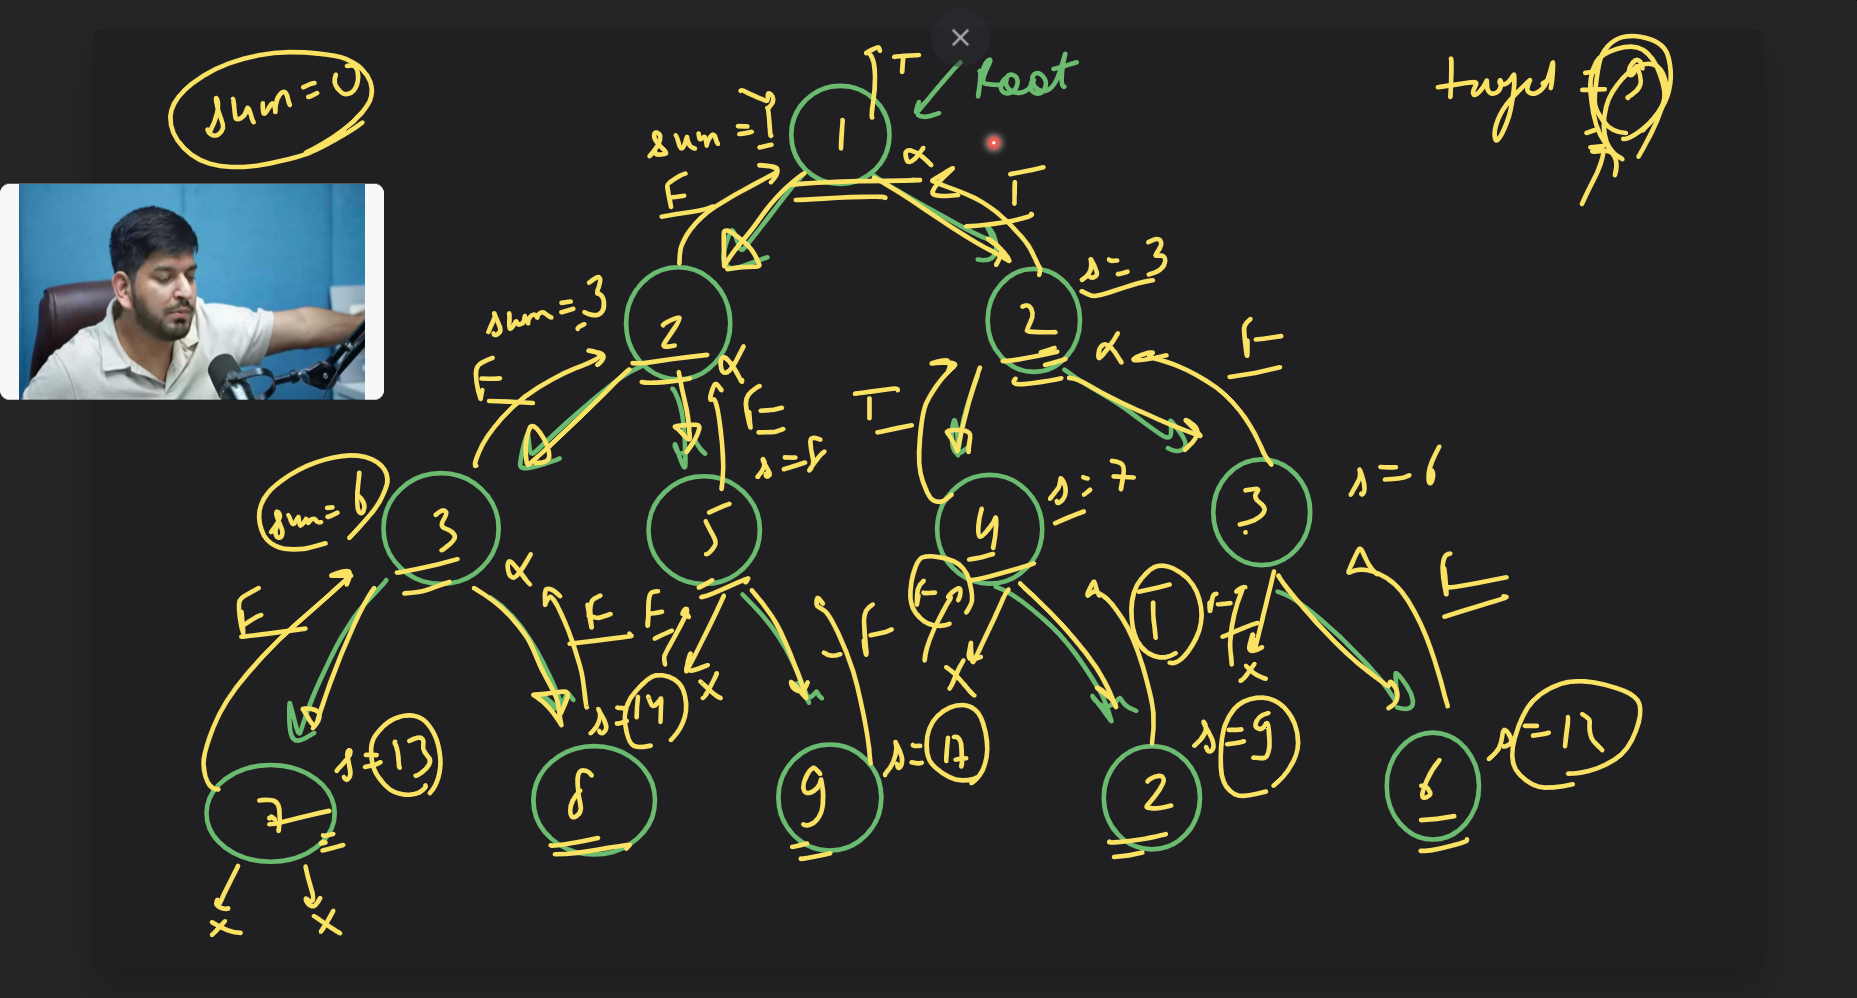 sum = 0
T
Root
target = 9
sum = 1
1
α
F
T
s = 3
sum = 3
2
2
α
α
F
F
F
T
s = 8
sum = 6
3
5
4
s = 7
3
s = 6
α
F
F
F
F
F
T
F
F
x
x
x
s = 13
s = 14
s = 17
s = 9
s = 12
7
8
9
2
6
x
x